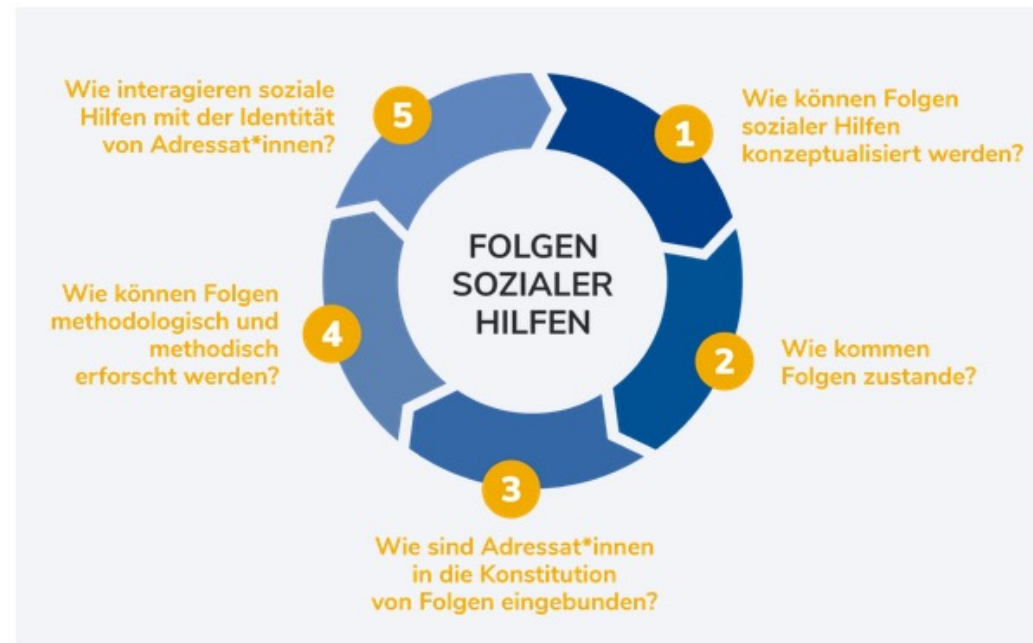 FOLGEN
SOZIALER
HILFEN
1
Wie können Folgen
sozialer Hilfen
konzeptualisiert werden?
2
Wie kommen
Folgen zustande?
3
Wie sind Adressat*innen
in die Konstitution
von Folgen eingebunden?
4
Wie können Folgen
methodologisch und
methodisch
erforscht werden?
5
Wie interagieren soziale
Hilfen mit der Identität
von Adressat*innen?